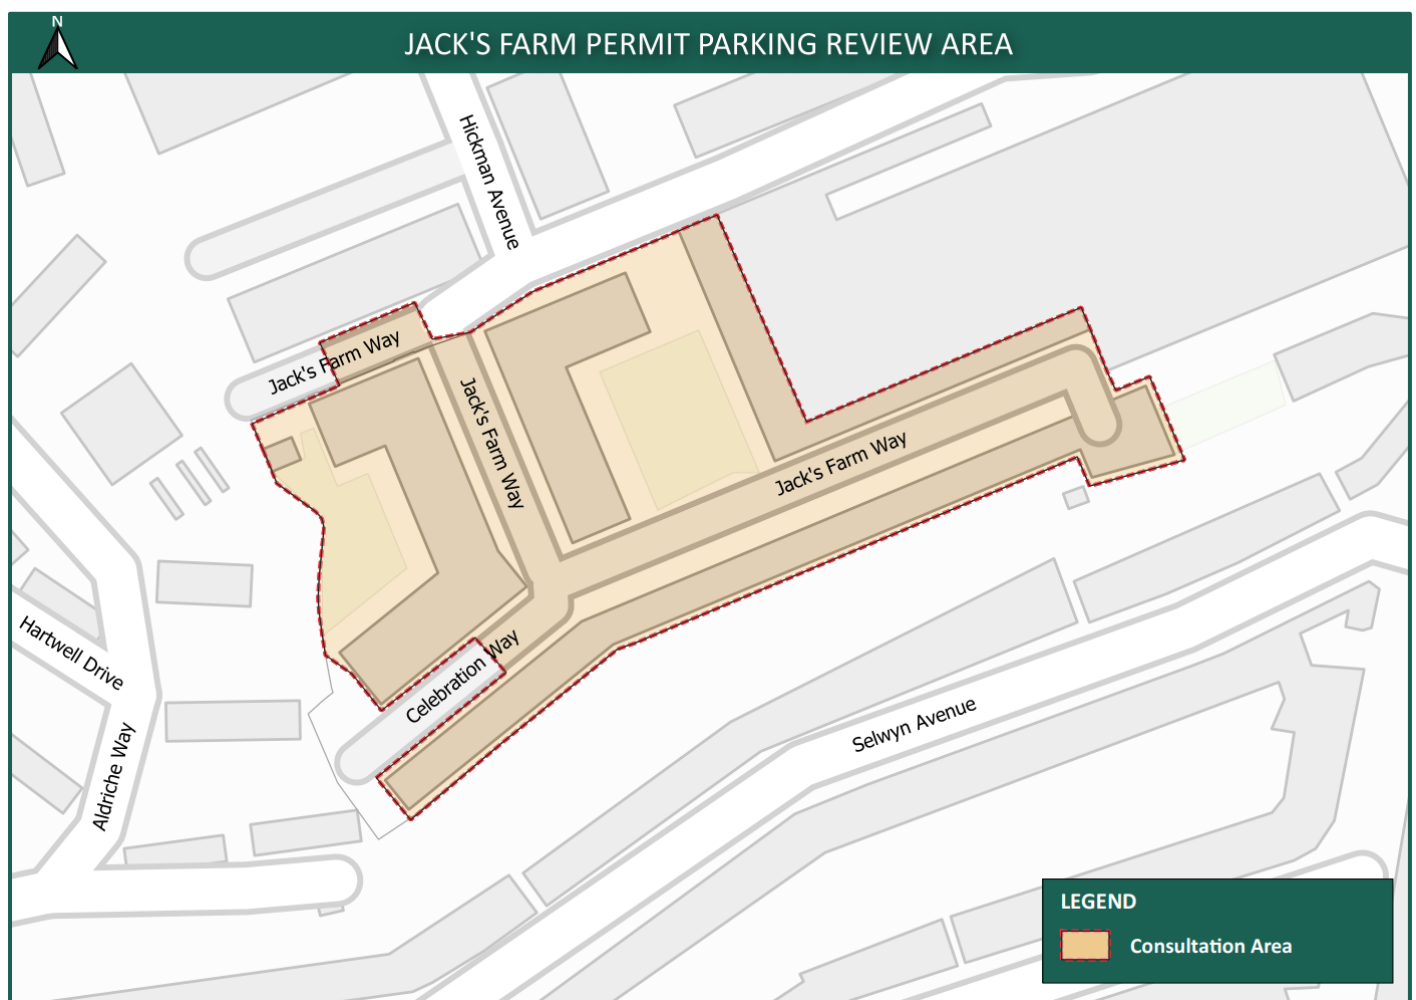 N
JACK'S FARM PERMIT PARKING REVIEW AREA
Hickman Avenue
Jack's Farm Way
Jack's Farm Way
Jack's Farm Way
Celebration Way
Hartwell Drive
Aldriche Way
Selwyn Avenue
LEGEND
Consultation Area